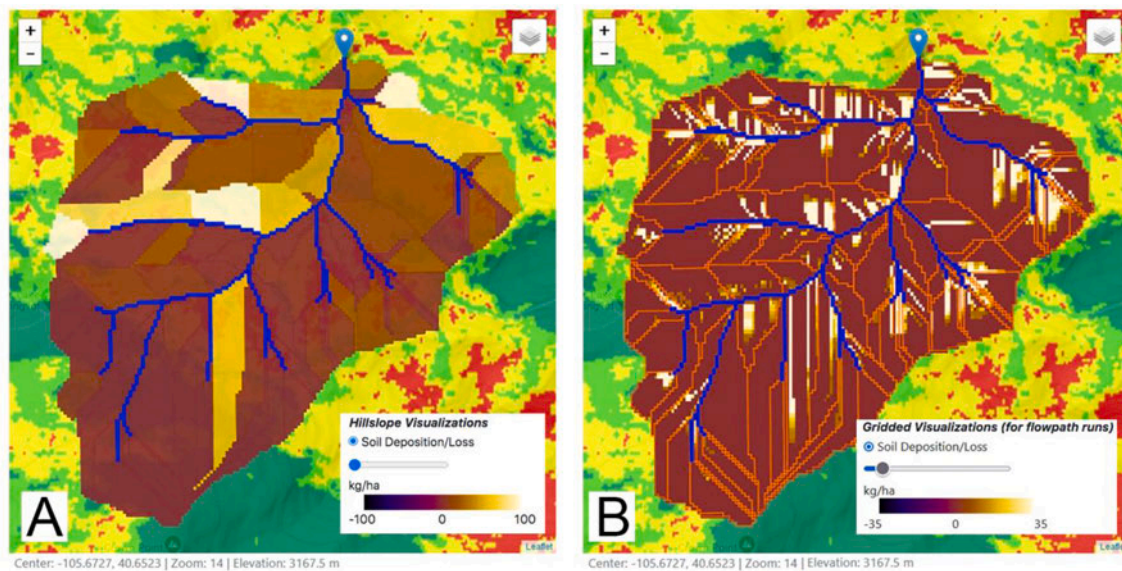 +
−
Hillslope Visualizations
Soil Deposition/Loss
kg/ha
-100 0 100
A
Leaflet
Center: -105.6727, 40.6523 | Zoom: 14 | Elevation: 3167.5 m
+
−
Gridded Visualizations (for flowpath runs)
Soil Deposition/Loss
kg/ha
-35 0 35
B
Leaflet
Center: -105.6727, 40.6523 | Zoom: 14 | Elevation: 3167.5 m